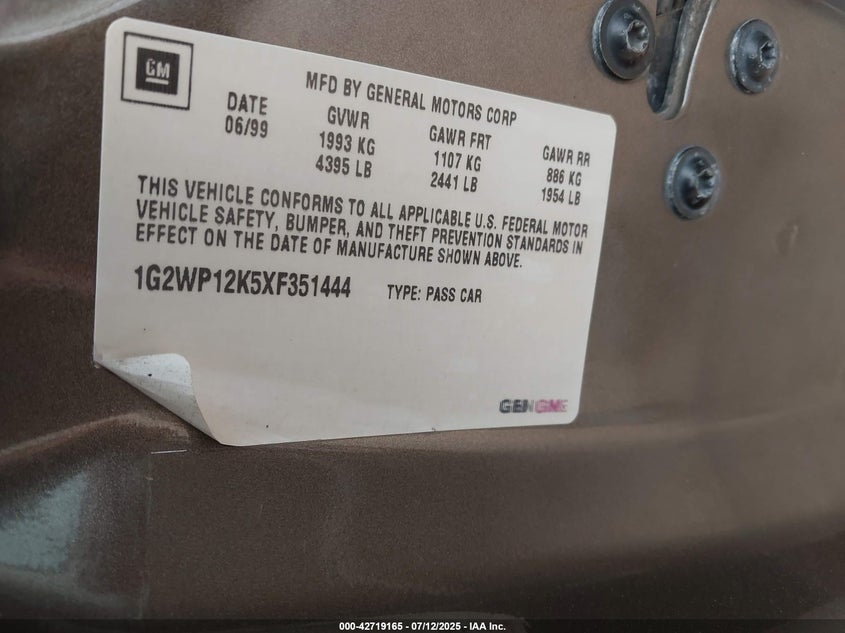 GM
MFD BY GENERAL MOTORS CORP
DATE GVWR GAWR FRT GAWR RR
06/99 1993 KG 1107 KG 886 KG
4395 LB 2441 LB 1954 LB
THIS VEHICLE CONFORMS TO ALL APPLICABLE U.S. FEDERAL MOTOR
VEHICLE SAFETY, BUMPER, AND THEFT PREVENTION STANDARDS IN
EFFECT ON THE DATE OF MANUFACTURE SHOWN ABOVE.
1G2WP12K5XF351444 TYPE: PASS CAR
000-42719165 - 07/12/2025 - IAA Inc.